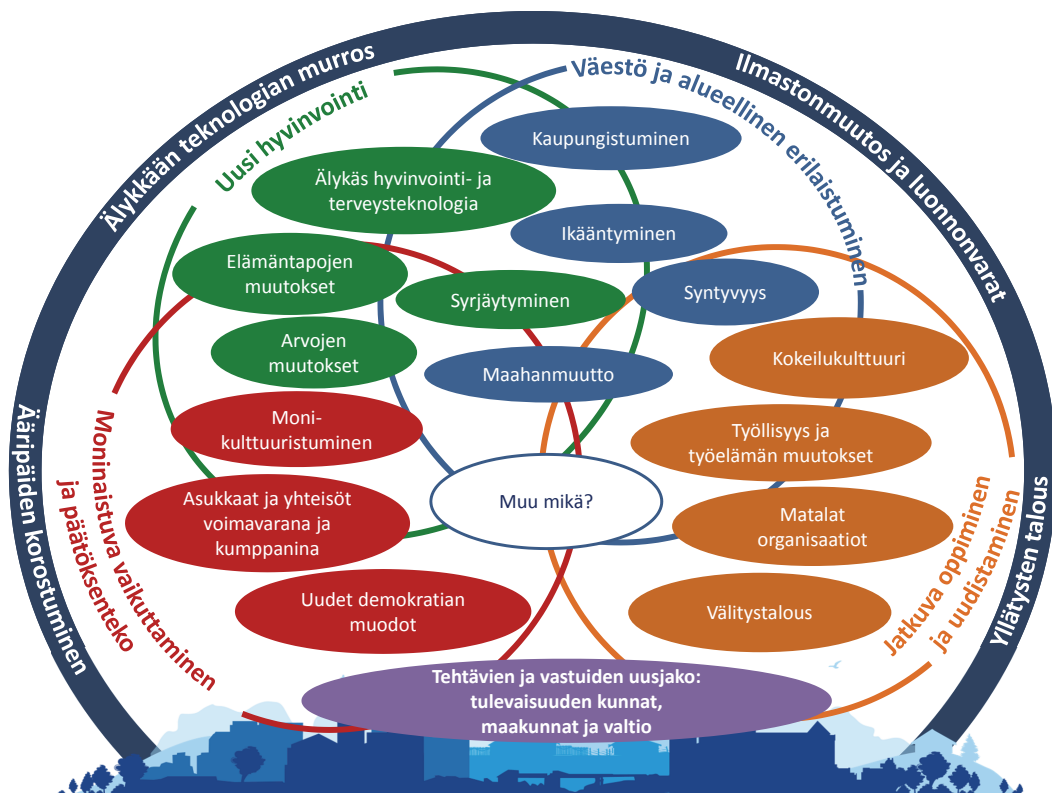 Älykkään teknologian murros
Ilmastonmuutos ja luonnonvarat
Ääripäiden korostuminen
Yllätysten talous
Uusi hyvinvointi
Väestö ja alueellinen erilaistuminen
Moninaistuva vaikuttaminen
ja päätöksenteko
Jatkuva oppiminen
ja uudistaminen
Kaupungistuminen
Älykäs hyvinvointi- ja
terveysteknologia
Ikääntyminen
Elämäntapojen
muutokset
Syrjäytyminen
Syntyvyys
Arvojen
muutokset
Maahanmuutto
Kokeilukulttuuri
Moni-
kulttuuristuminen
Työllisyys ja
työelämän muutokset
Asukkaat ja yhteisöt
voimavarana ja
kumppanina
Muu mikä?
Matalat
organisaatiot
Uudet demokratian
muodot
Välitystalous
Tehtävien ja vastuiden uusjako:
tulevaisuuden kunnat,
maakunnat ja valtio